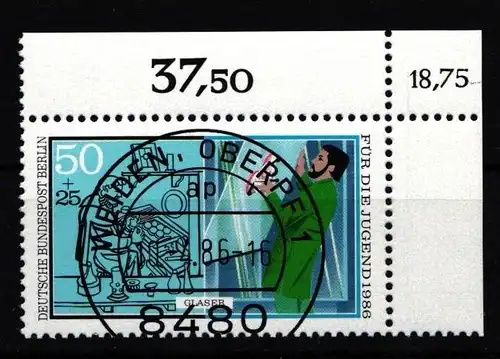 37,50
18,75
DEUTSCHE BUNDESPOST BERLIN
50
+
25
FÜR DIE JUGEND 1986
GLASER
WEIDEN, OBERPF 1
ap
.86-16
8480